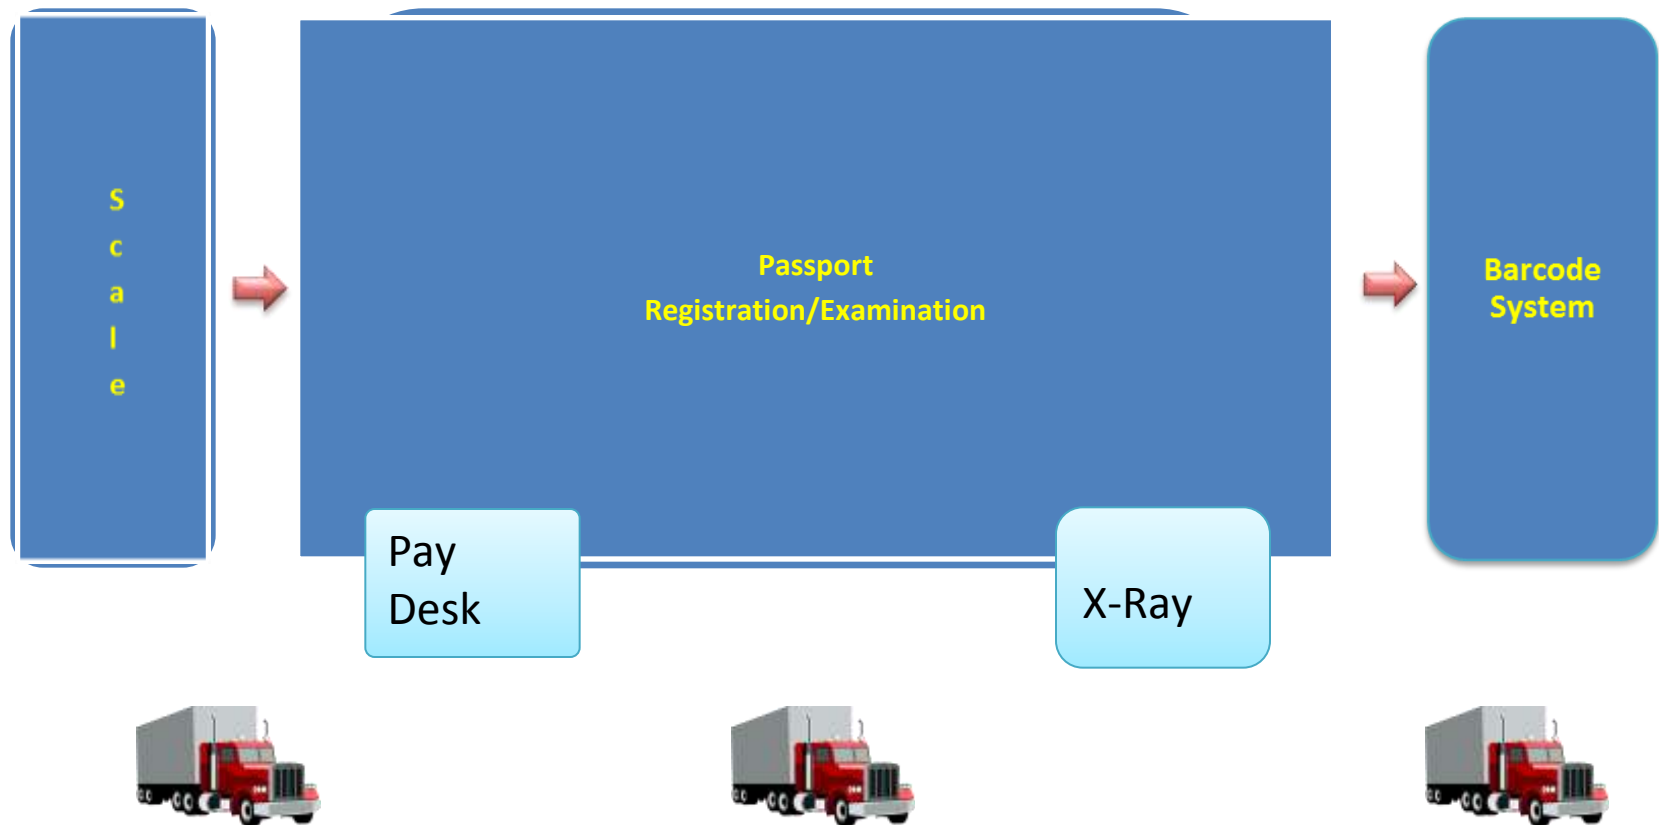 S
c
a
l
e
Passport
Registration/Examination
Barcode
System
Pay
Desk
X-Ray